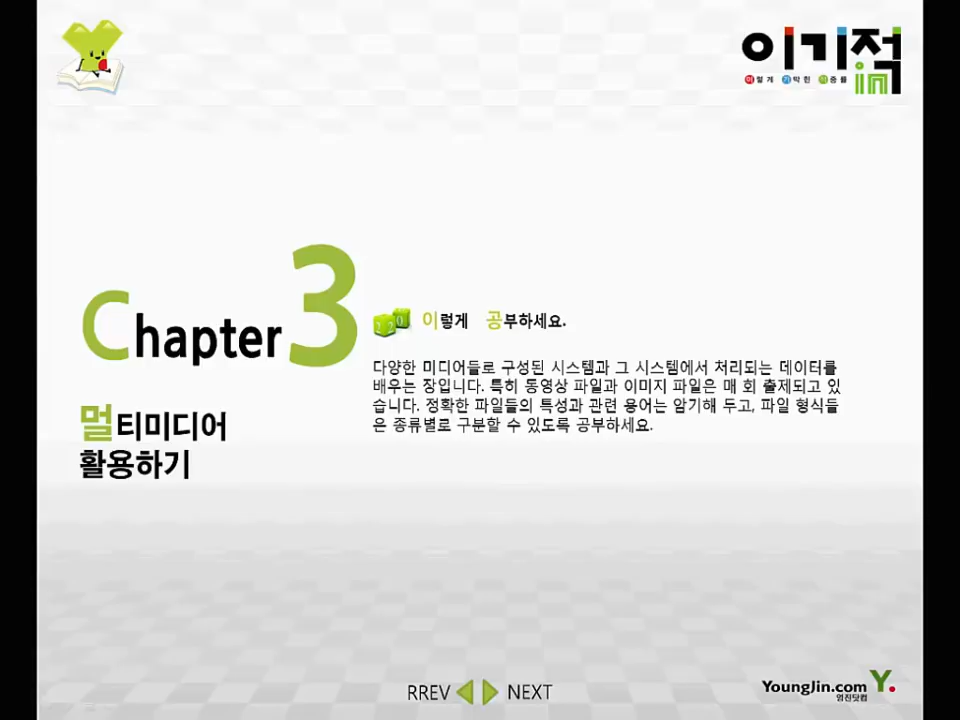 이기적
이렇게 기막힌 적중률
in
Chapter 3
멀티미디어
활용하기
이렇게 공부하세요.
다양한 미디어들로 구성된 시스템과 그 시스템에서 처리되는 데이터를
배우는 장입니다. 특히 동영상 파일과 이미지 파일은 매 회 출제되고 있
습니다. 정확한 파일들의 특성과 관련 용어는 암기해 두고, 파일 형식들
은 종류별로 구분할 수 있도록 공부하세요.
RREV NEXT
YoungJin.com Y.
영진닷컴